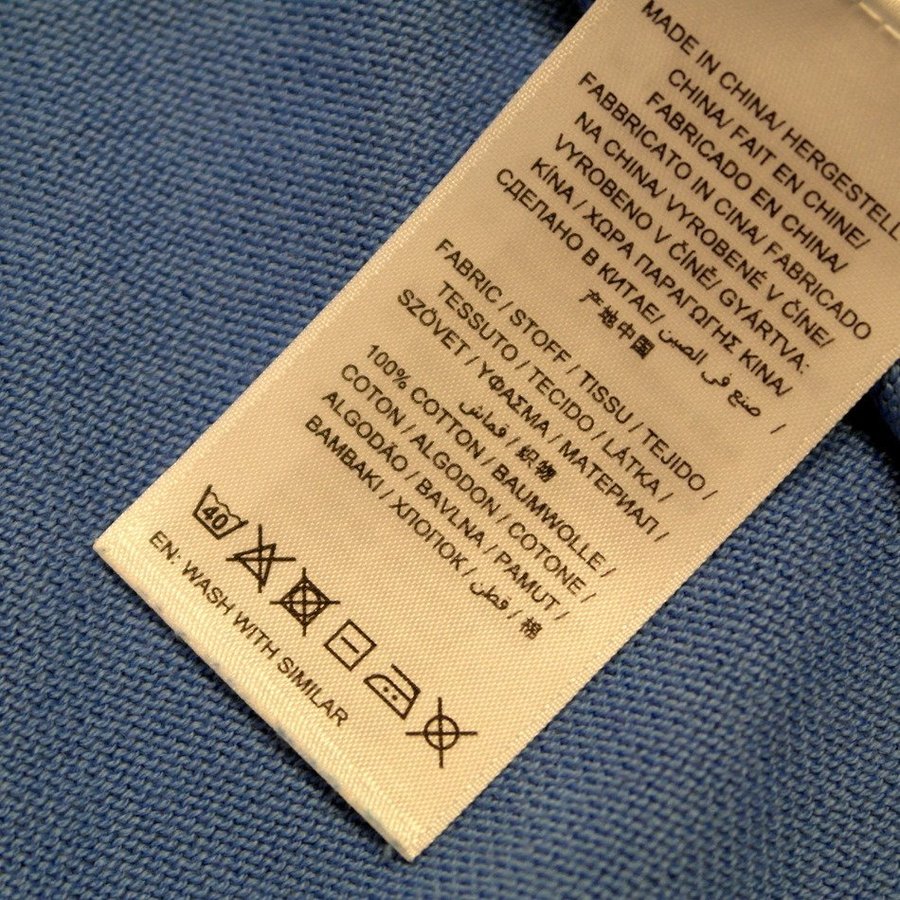 MADE IN CHINA/ HERGESTELL
CHINA/ FAIT EN CHINE/
FABRICADO EN CHINA/
FABBRICATO IN CINA/ FABRICADO
NA CHINA/ VYROBENÉ V ČÍNE/
VYROBENO V ČÍNĚ/ GYÁRTVA:
KÍNA / ΧΩΡΑ ΠΑΡΑΓΩΓΗΣ ΚΙΝΑ/
СДЕЛАНО В КИТАЕ/ صنع في الصين /
产地中国
FABRIC / STOFF / TISSU / TEJIDO /
TESSUTO / TECIDO / LÁTKA /
SZÖVET / ΥΦΑΣΜΑ / МАТЕРИАЛ /
قماش / 织物
100% COTTON / BAUMWOLLE /
COTON / ALGODON / COTONE /
ALGODÃO / BAVLNA / PAMUT /
ΒΑΜΒΑΚΙ / ХЛОПОК / قطن / 棉
40
EN: WASH WITH SIMILAR